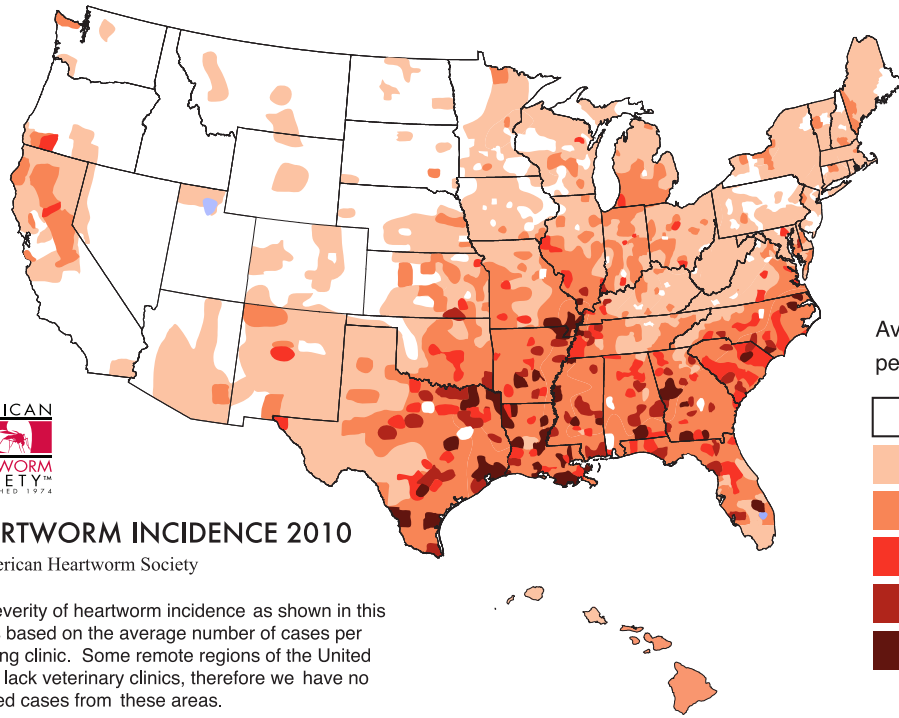 ICAN
WORM
ETY™
HED 1974
RTWORM INCIDENCE 2010
erican Heartworm Society
everity of heartworm incidence as shown in this
based on the average number of cases per
ng clinic. Some remote regions of the United
lack veterinary clinics, therefore we have no
ed cases from these areas.
Av
pe